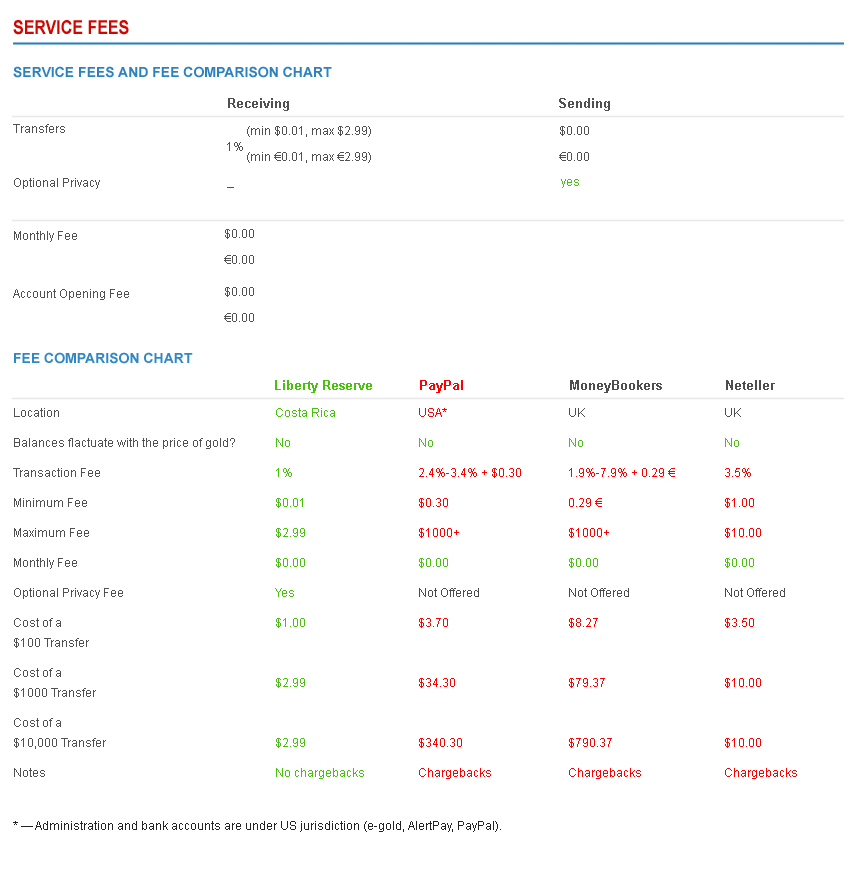 SERVICE FEES
SERVICE FEES AND FEE COMPARISON CHART
Receiving Sending
Transfers 1% (min $0.01, max $2.99) $0.00
(min €0.01, max €2.99) €0.00
Optional Privacy – yes
Monthly Fee $0.00
€0.00
Account Opening Fee $0.00
€0.00
FEE COMPARISON CHART
Liberty Reserve PayPal MoneyBookers Neteller
Location Costa Rica USA* UK UK
Balances flactuate with the price of gold? No No No No
Transaction Fee 1% 2.4%-3.4% + $0.30 1.9%-7.9% + 0.29 € 3.5%
Minimum Fee $0.01 $0.30 0.29 € $1.00
Maximum Fee $2.99 $1000+ $1000+ $10.00
Monthly Fee $0.00 $0.00 $0.00 $0.00
Optional Privacy Fee Yes Not Offered Not Offered Not Offered
Cost of a $1.00 $3.70 $8.27 $3.50
$100 Transfer
Cost of a
$1000 Transfer $2.99 $34.30 $79.37 $10.00
Cost of a
$10,000 Transfer $2.99 $340.30 $790.37 $10.00
Notes No chargebacks Chargebacks Chargebacks Chargebacks
* — Administration and bank accounts are under US jurisdiction (e-gold, AlertPay, PayPal).